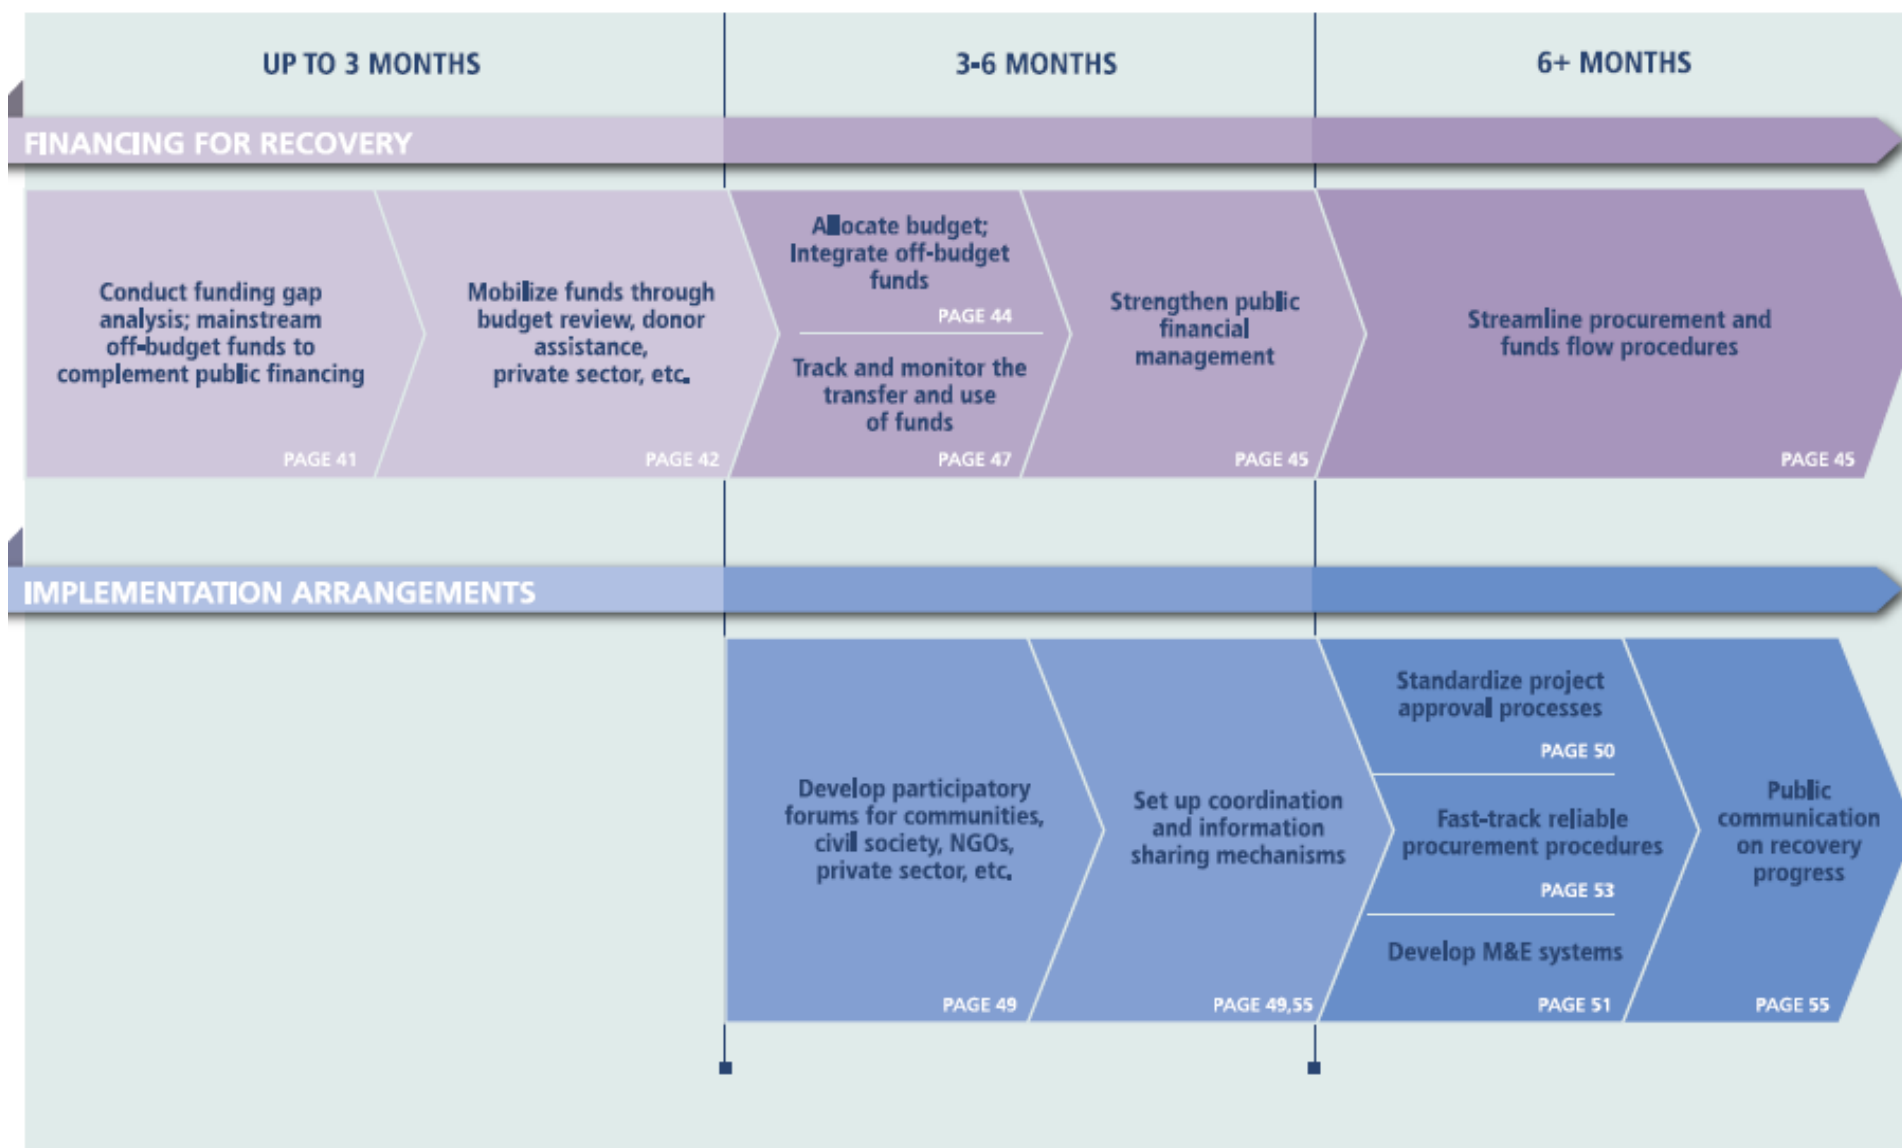 UP TO 3 MONTHS
3-6 MONTHS
6+ MONTHS
FINANCING FOR RECOVERY
Conduct funding gap
analysis; mainstream
off-budget funds to
complement public financing
PAGE 41
Mobilize funds through
budget review, donor
assistance,
private sector, etc.
PAGE 42
Allocate budget;
Integrate off-budget
funds
PAGE 44
Track and monitor the
transfer and use
of funds
PAGE 47
Strengthen public
financial
management
PAGE 45
Streamline procurement and
funds flow procedures
PAGE 45
IMPLEMENTATION ARRANGEMENTS
Develop participatory
forums for communities,
civil society, NGOs,
private sector, etc.
PAGE 49
Set up coordination
and information
sharing mechanisms
PAGE 49,55
Standardize project
approval processes
PAGE 50
Fast-track reliable
procurement procedures
PAGE 53
Develop M&E systems
PAGE 51
Public
communication
on recovery
progress
PAGE 55